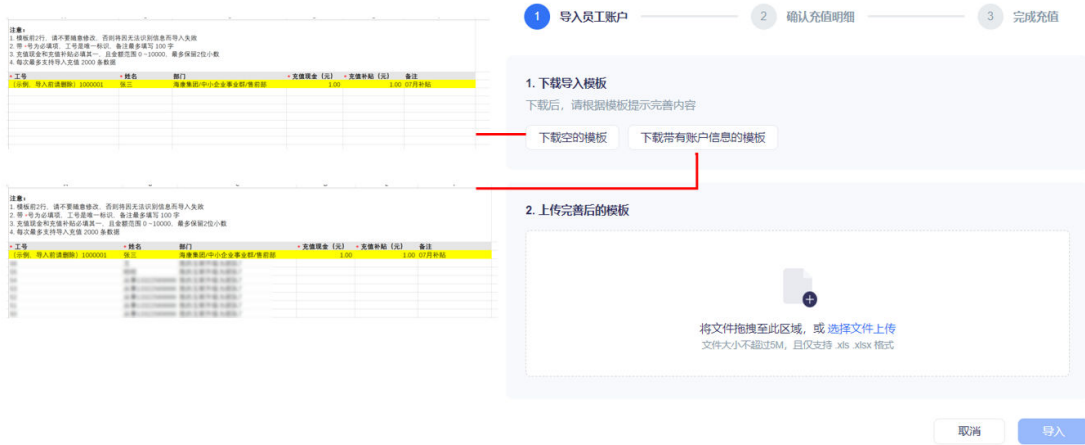 注意：
1. 模板前2行，请不要随意修改，否则将因无法识别信息而导入失败
2. 带 *号为必填项，工号是唯一标识，备注最多填写 100 字
3. 充值现金和充值补贴必填其一，且金额范围 0 ~10000，最多保留2位小数
4. 每次最多支持导入充值 2000 条数据
* 工号 * 姓名 部门 * 充值现金（元） * 充值补贴（元） 备注
（示例，导入前请删除）1000001 张三 海康集团/中小企业事业群/售前部 1.00 1.00 07月补贴
注意：
1. 模板前2行，请不要随意修改，否则将因无法识别信息而导入失败
2. 带 *号为必填项，工号是唯一标识，备注最多填写 100 字
3. 充值现金和充值补贴必填其一，且金额范围 0 ~10000，最多保留2位小数
4. 每次最多支持导入充值 2000 条数据
* 工号 * 姓名 部门 * 充值现金（元） * 充值补贴（元） 备注
（示例，导入前请删除）1000001 张三 海康集团/中小企业事业群/售前部 1.00 1.00 07月补贴
1 导入员工账户 2 确认充值明细 3 完成充值
1. 下载导入模板
下载后，请根据模板提示完善内容
下载空的模板 下载带有账户信息的模板
2. 上传完善后的模板
将文件拖拽至此区域，或 选择文件上传
文件大小不超过5M，且仅支持 .xls .xlsx 格式
取消 导入